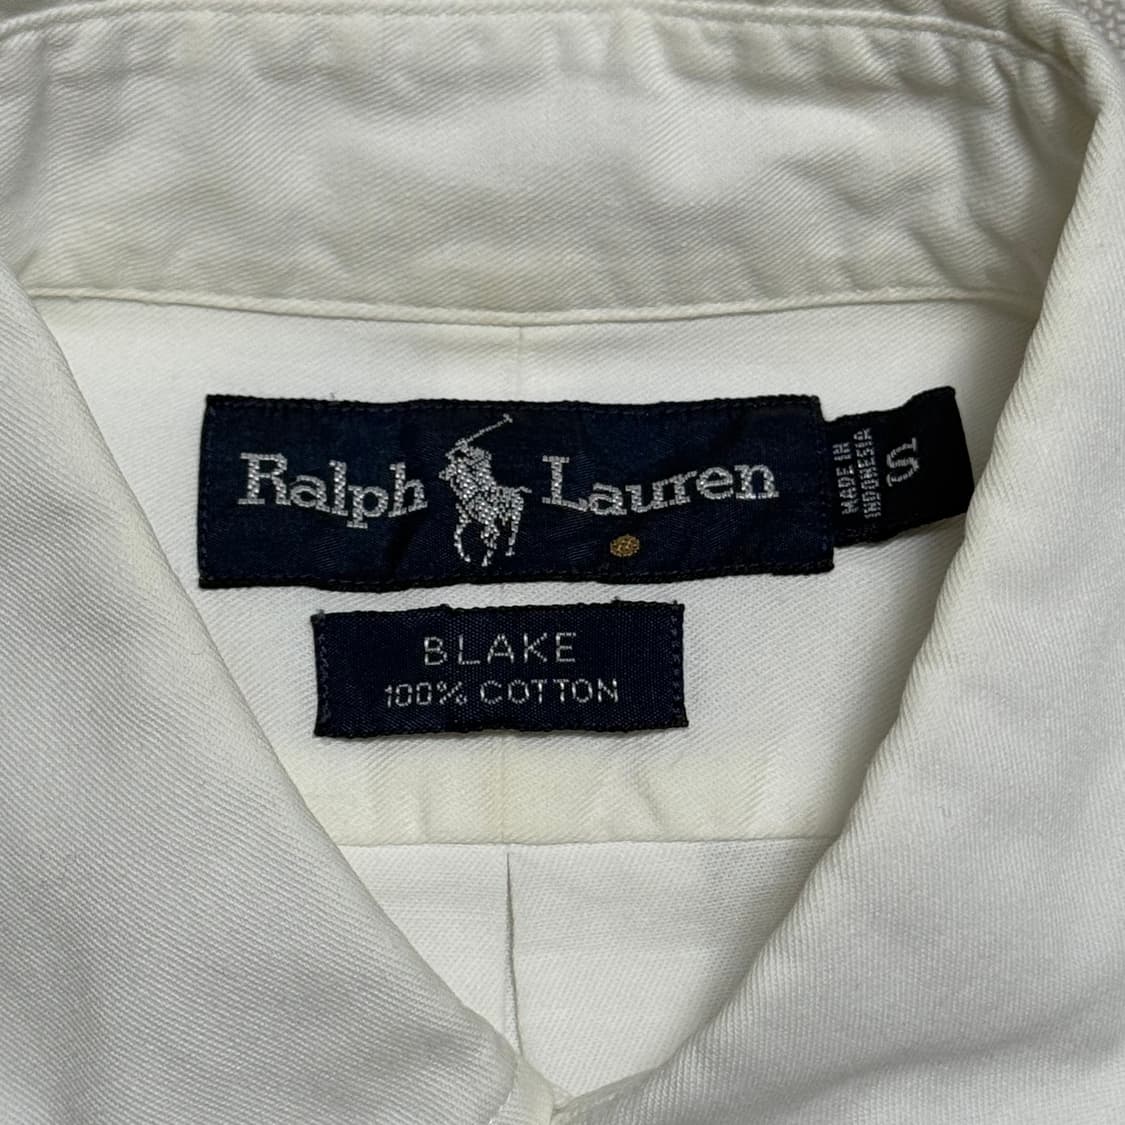 Ralph Lauren
MADE IN
INDONESIA
S
BLAKE
100% COTTON